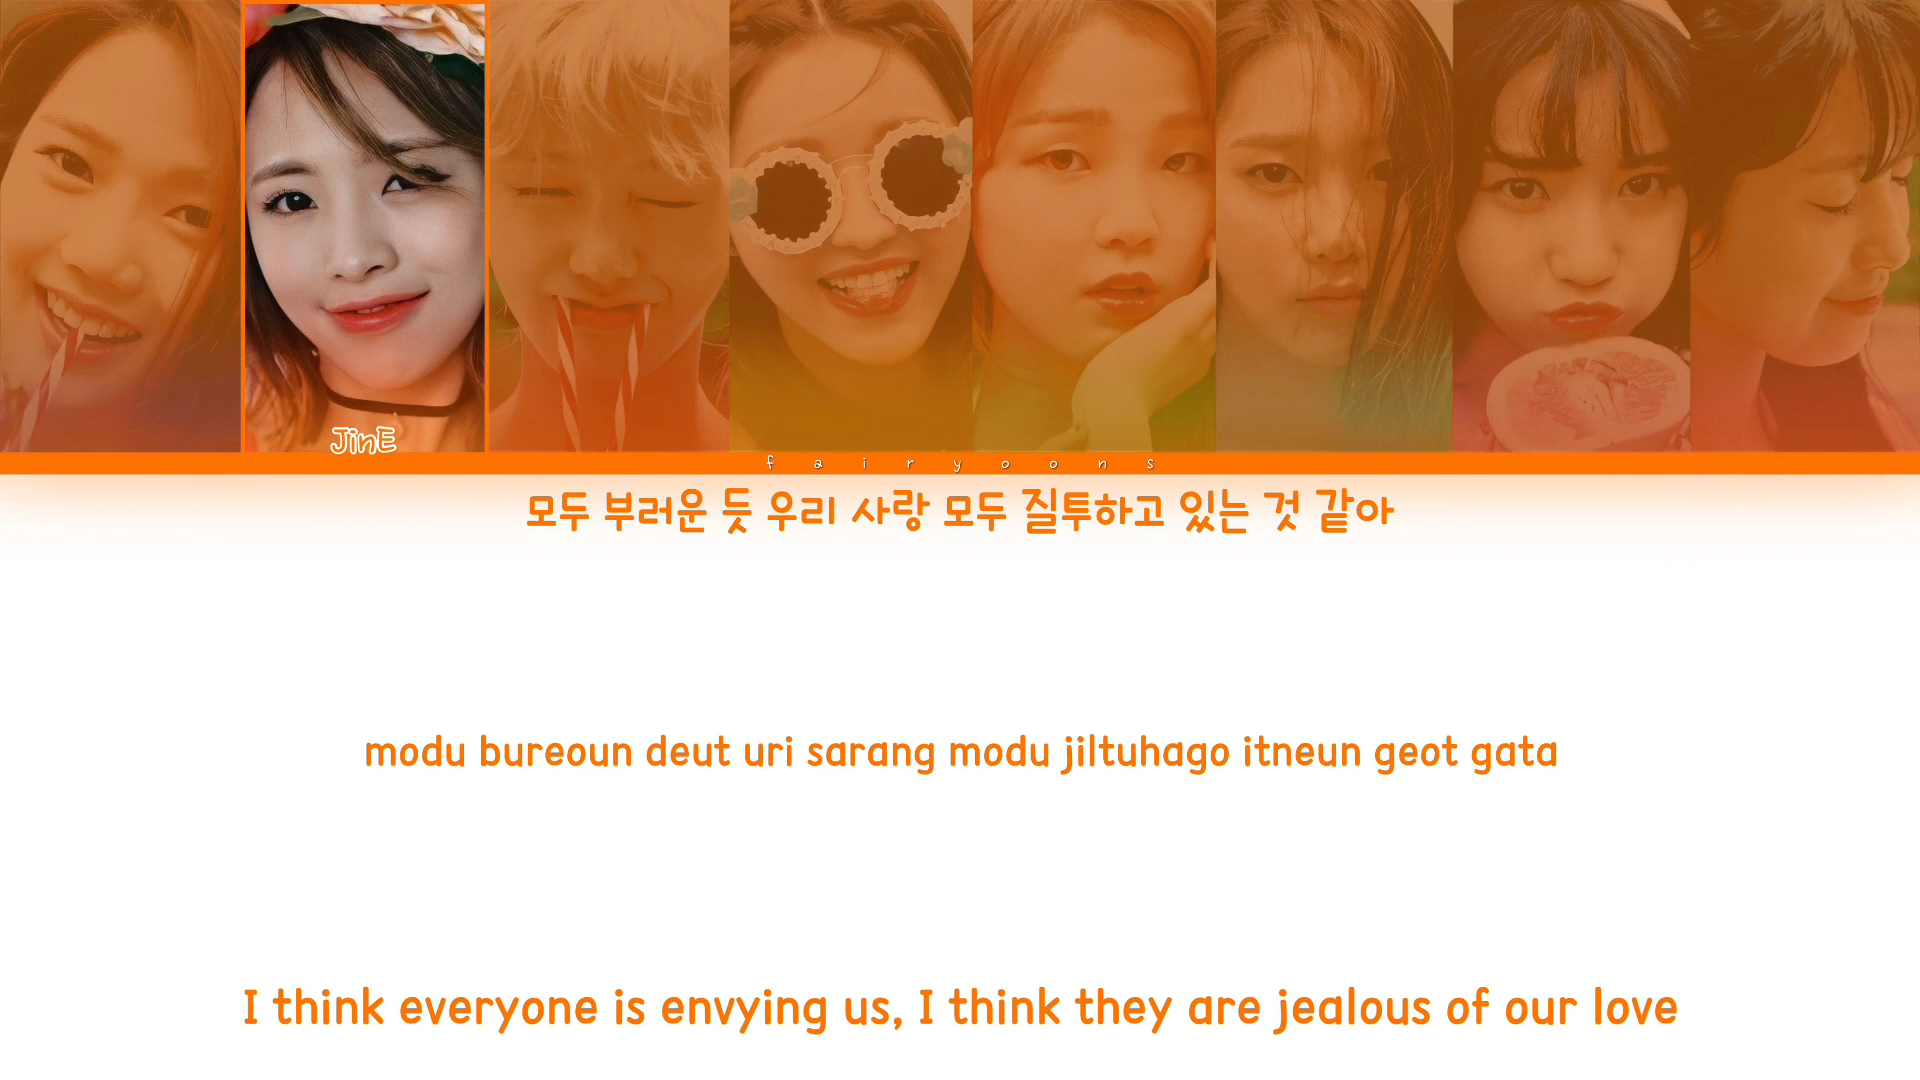 JinE
fairyoons
모두 부러운 듯 우리 사랑 모두 질투하고 있는 것 같아
modu bureoun deut uri sarang modu jiltuhago itneun geot gata
I think everyone is envying us, I think they are jealous of our love